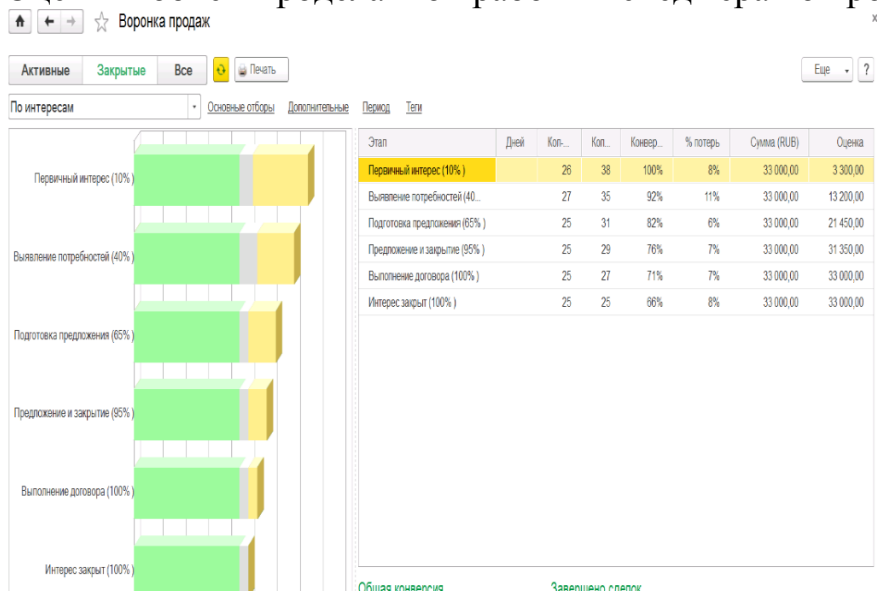 Воронка продаж
Активные Закрытые Все Печать Еще ?
По интересам Основные отборы Дополнительные Период Теги
Этап Дней Кол-... Кол... Конвер... % потерь Сумма (RUB) Оценка
Первичный интерес (10% ) 26 38 100% 8% 33 000,00 3 300,00
Выявление потребностей (40... 27 35 92% 11% 33 000,00 13 200,00
Подготовка предложения (65% ) 25 31 82% 6% 33 000,00 21 450,00
Предложение и закрытие (95% ) 25 29 76% 7% 33 000,00 31 350,00
Выполнение договора (100% ) 25 27 71% 7% 33 000,00 33 000,00
Интерес закрыт (100% ) 25 25 66% 8% 33 000,00 33 000,00
Первичный интерес (10% )
Выявление потребностей (40% )
Подготовка предложения (65% )
Предложение и закрытие (95% )
Выполнение договора (100% )
Интерес закрыт (100% )
Общая конверсия Завершено сделок